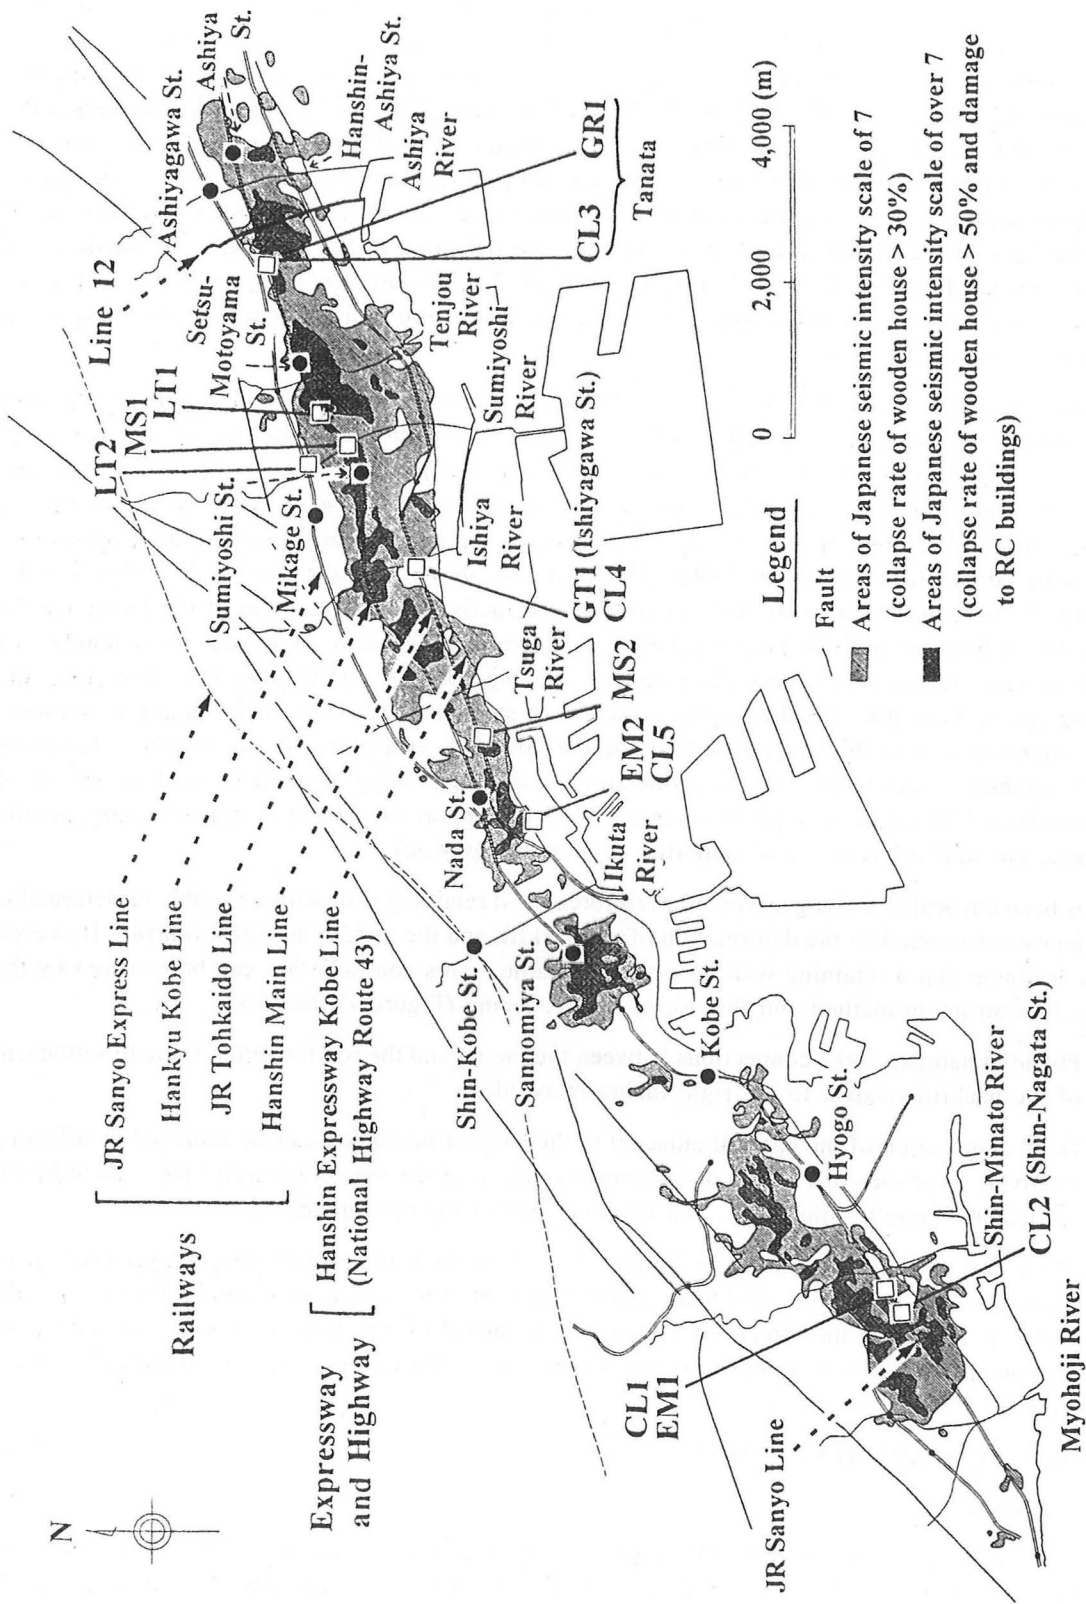 N
Railways
JR Sanyo Express Line
Hankyu Kobe Line
JR Tohkaido Line
Hanshin Main Line
Expressway
and Highway
Hanshin Expressway Kobe Line
(National Highway Route 43)
Line 12
LT2
MS1
LT1
Setsu-
Motoyama
St.
Ashiyagawa St.
Ashiya
St.
Hanshin-
Ashiya St.
Ashiya
River
CL3
GR1
Tanata
Sumiyoshi St.
Mikage St.
Tenjou
River
Sumiyoshi
River
Ishiya
River
GT1 (Ishiyagawa St.)
CL4
Tsuga
River
MS2
EM2
CL5
Nada St.
Ikuta
River
Shin-Kobe St.
Sannomiya St.
Kobe St.
Hyogo St.
Shin-Minato River
CL2 (Shin-Nagata St.)
CL1
EM1
JR Sanyo Line
Myohoji River
0
2,000
4,000 (m)
Legend
Fault
Areas of Japanese seismic intensity scale of 7
(collapse rate of wooden house > 30%)
Areas of Japanese seismic intensity scale of over 7
(collapse rate of wooden house > 50% and damage
to RC buildings)